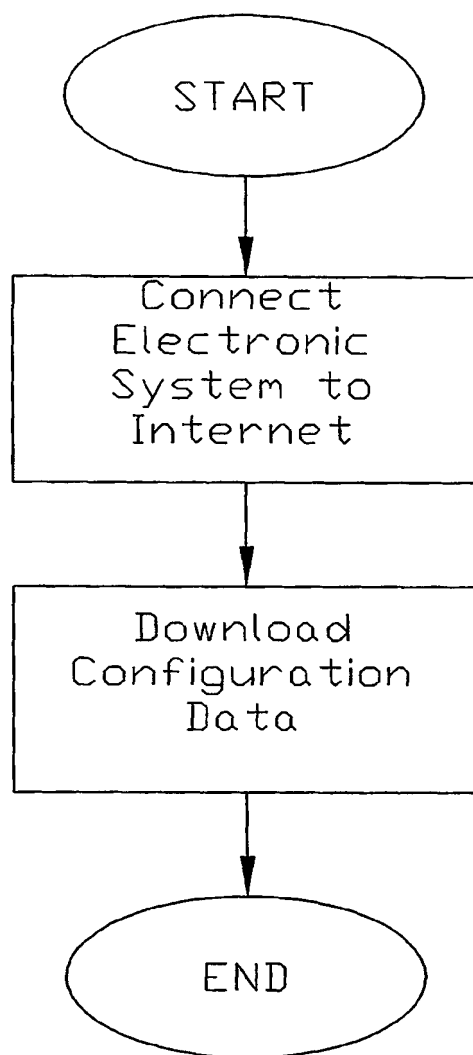 START
Connect
Electronic
System to
Internet
Download
Configuration
Data
END